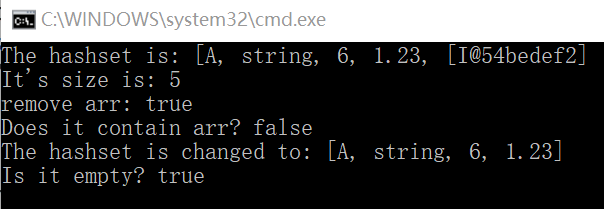 C:\WINDOWS\system32\cmd.exe
The hashset is: [A, string, 6, 1.23, [I@54bedef2]
It's size is: 5
remove arr: true
Does it contain arr? false
The hashset is changed to: [A, string, 6, 1.23]
Is it empty? true